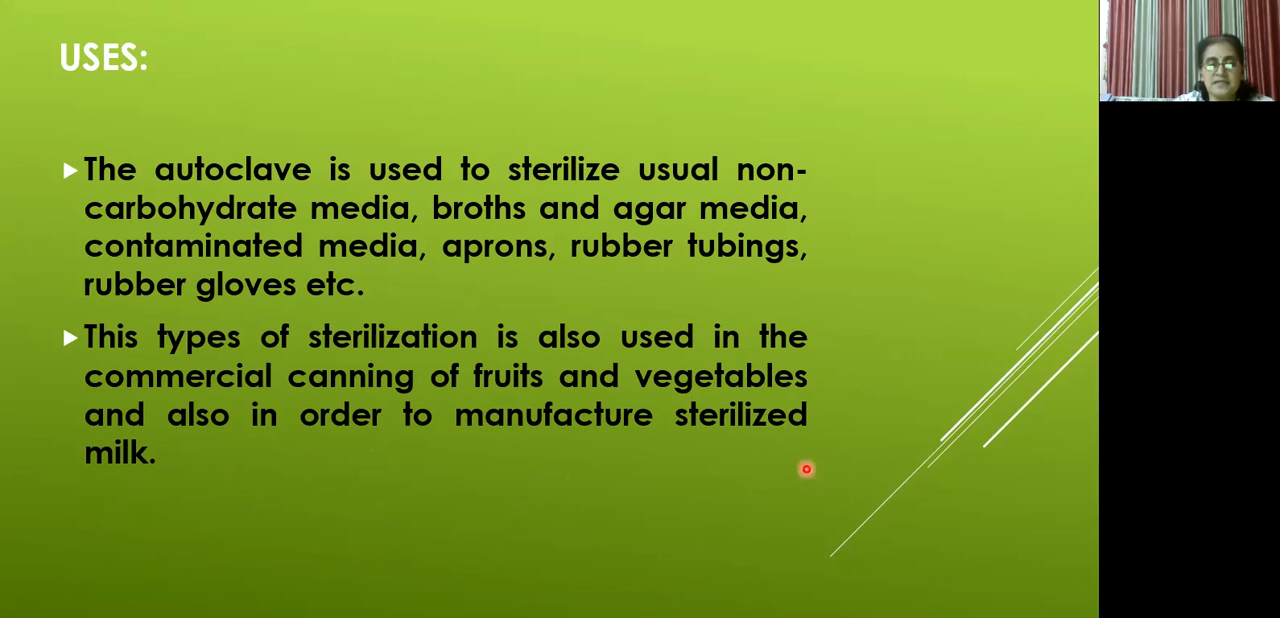 USES:
The autoclave is used to sterilize usual non-
carbohydrate media, broths and agar media,
contaminated media, aprons, rubber tubings,
rubber gloves etc.
This types of sterilization is also used in the
commercial canning of fruits and vegetables
and also in order to manufacture sterilized
milk.